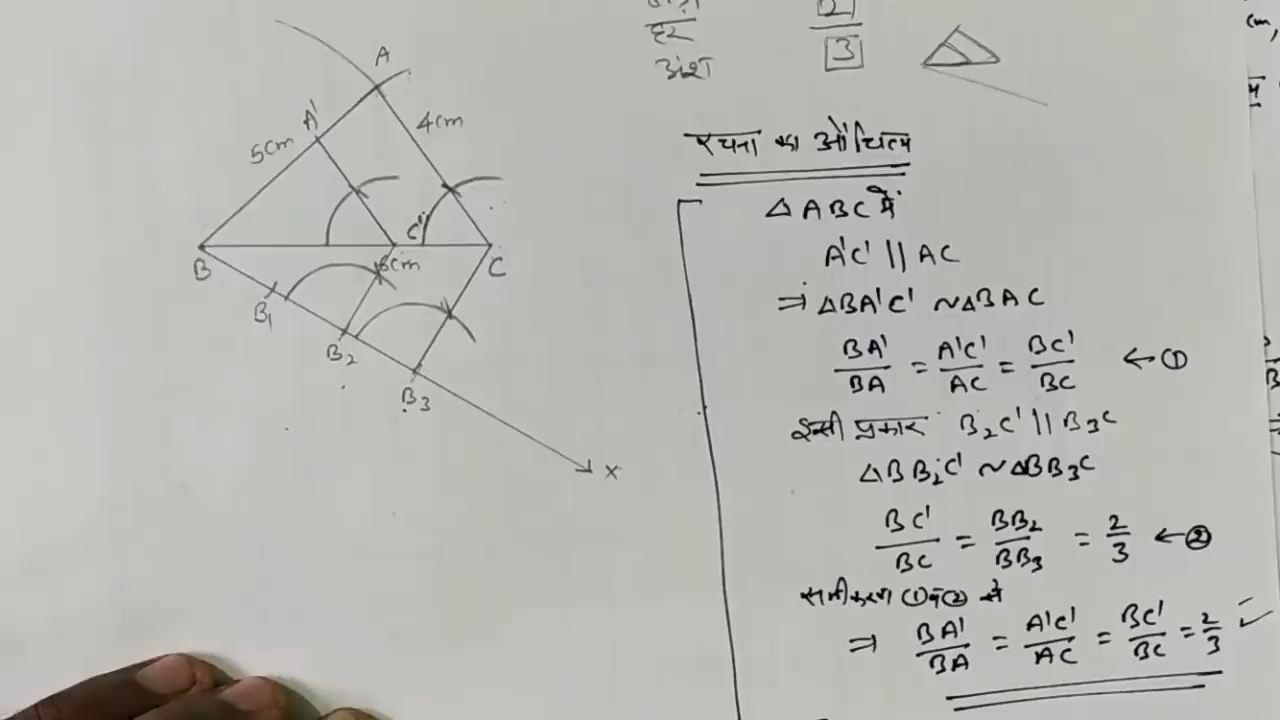 हर
2
3
अंश
A
A'
4cm
5cm
C'
6cm
B
C
B1
B2
B3
X
रचना का औचित्य
△ABC में
A'C' || AC
⇒ △BA'C' ~ △BAC
BA'/BA = A'C'/AC = BC'/BC ← ①
इसी प्रकार B₂C' || B₃C
△BB₂C' ~ △BB₃C
BC'/BC = BB₂/BB₃ = 2/3 ← ②
समीकरण ① व ② से
⇒ BA'/BA = A'C'/AC = BC'/BC = 2/3
cm,